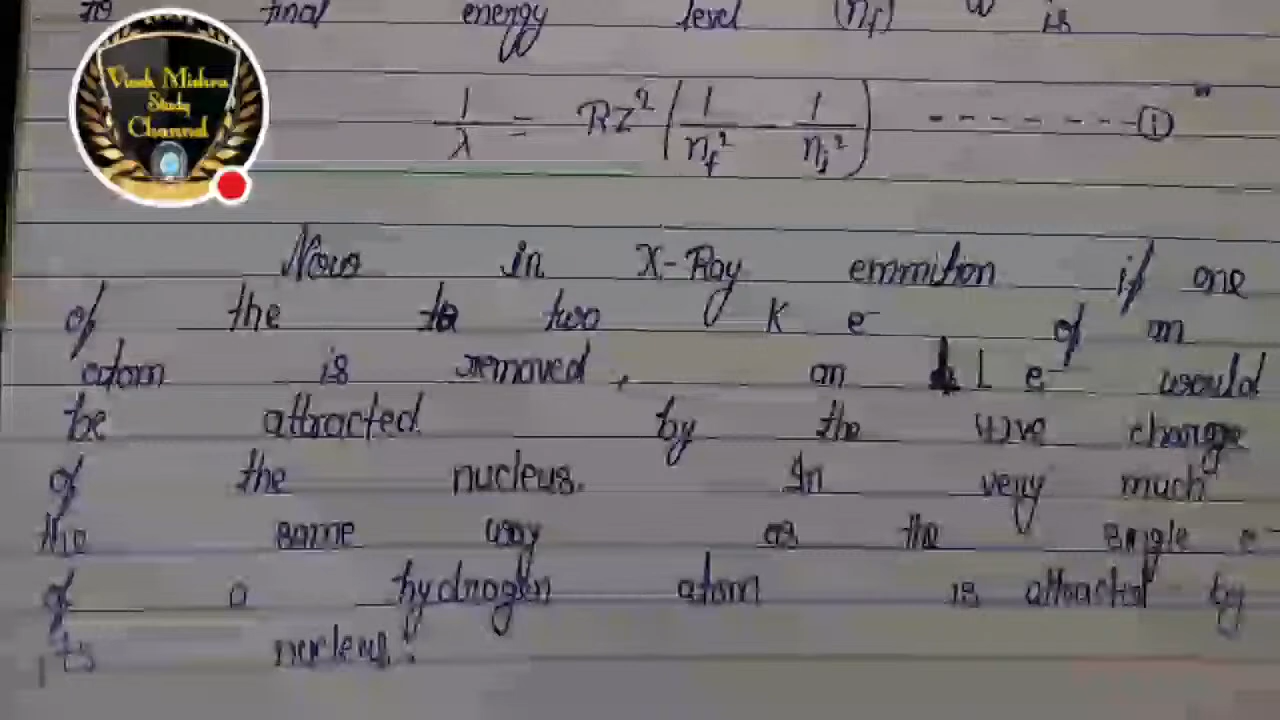 to final energy level (nf) is
Vivek Mishra
Study
Channel
1/λ = RZ² (1/nf² - 1/ni²) -------- (i)
Now in X-Ray emmition if one
of the two K e⁻ of an
atom is removed, an L e⁻ would
be attracted by the +ve charge
of the nucleus. In very much
the same way as the single e⁻
of a hydrogen atom is attracted by
its nucleus.